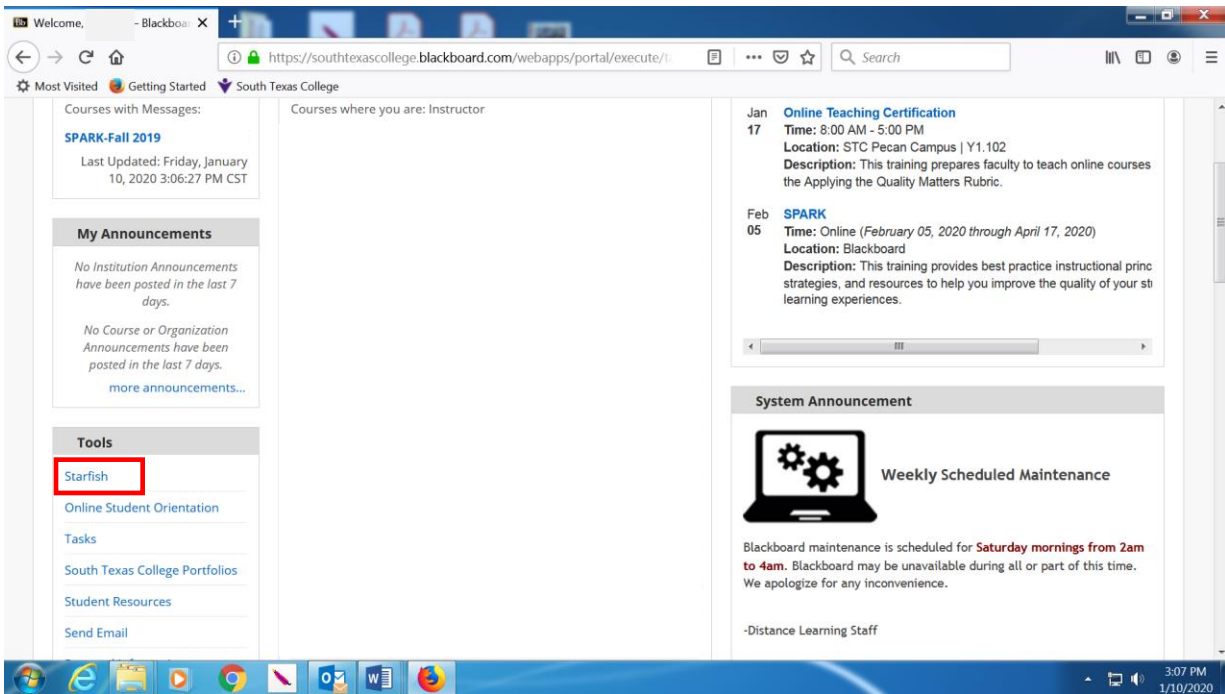 Welcome, - Blackboar
https://southtexascollege.blackboard.com/webapps/portal/execute/t
Search
Most Visited Getting Started South Texas College
Courses with Messages:
SPARK-Fall 2019
Last Updated: Friday, January
10, 2020 3:06:27 PM CST
My Announcements
No Institution Announcements
have been posted in the last 7
days.
No Course or Organization
Announcements have been
posted in the last 7 days.
more announcements...
Tools
Starfish
Online Student Orientation
Tasks
South Texas College Portfolios
Student Resources
Send Email
Courses where you are: Instructor
Jan Online Teaching Certification
17 Time: 8:00 AM - 5:00 PM
Location: STC Pecan Campus | Y1.102
Description: This training prepares faculty to teach online courses
the Applying the Quality Matters Rubric.
Feb SPARK
05 Time: Online (February 05, 2020 through April 17, 2020)
Location: Blackboard
Description: This training provides best practice instructional princ
strategies, and resources to help you improve the quality of your stu
learning experiences.
System Announcement
Weekly Scheduled Maintenance
Blackboard maintenance is scheduled for Saturday mornings from 2am
to 4am. Blackboard may be unavailable during all or part of this time.
We apologize for any inconvenience.
-Distance Learning Staff
3:07 PM
1/10/2020